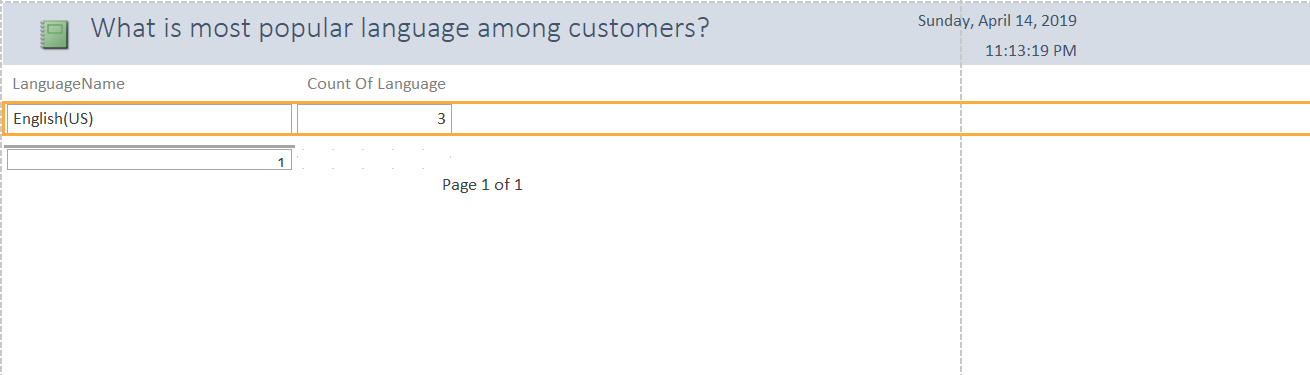 What is most popular language among customers?
Sunday, April 14, 2019
11:13:19 PM
LanguageName Count Of Language
English(US) 3
1
Page 1 of 1